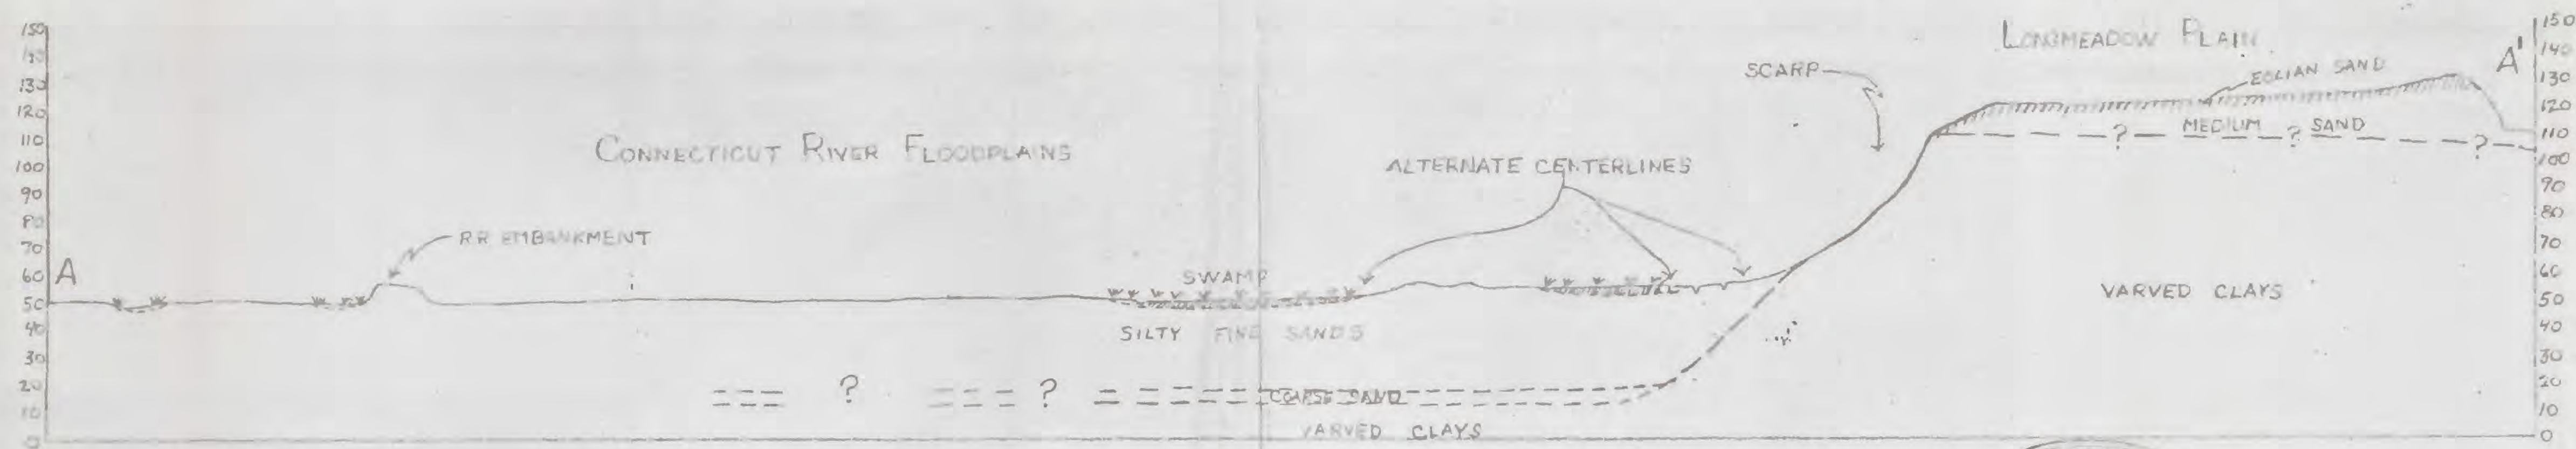 LONGMEADOW PLAIN
A'
EOLIAN SAND
SCARP
MEDIUM ? SAND
?
?
CONNECTICUT RIVER FLOODPLAINS
ALTERNATE CENTERLINES
RR EMBANKMENT
A
SWAMP
VARVED CLAYS
SILTY FINE SANDS
? ?
COARSE SAND
VARVED CLAYS
150
140
130
120
110
100
90
80
70
60
50
40
30
20
10
0
150
140
130
120
110
100
90
80
70
60
50
40
30
20
10
0